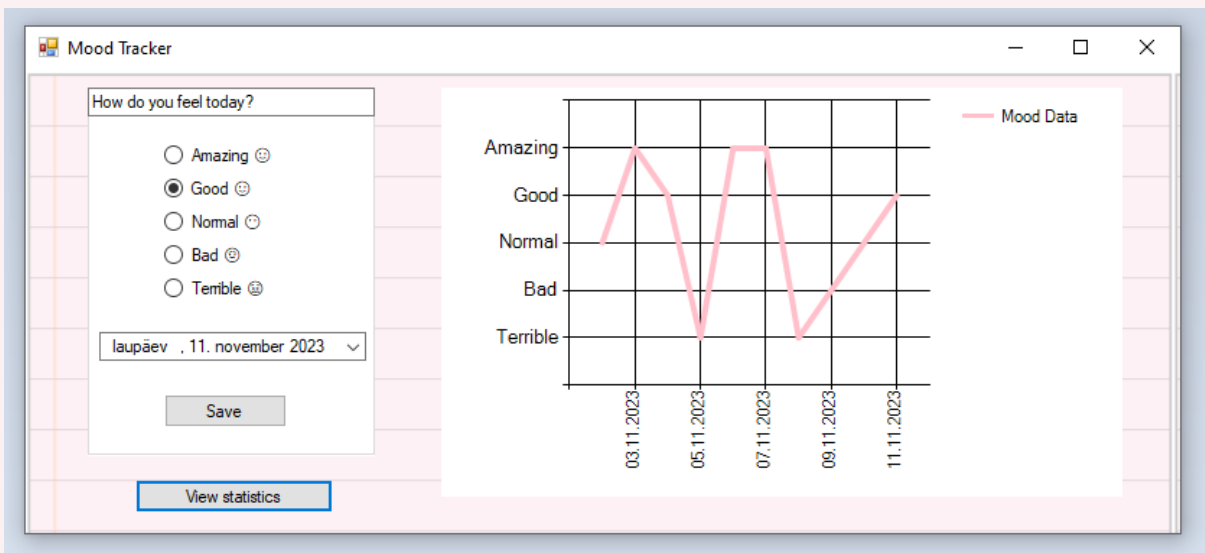 Mood Tracker
How do you feel today?
Amazing ☺
Good ☺
Normal 😶
Bad ☹
Terrible 😫
laupäev , 11. november 2023
Save
View statistics
Mood Data
Amazing
Good
Normal
Bad
Terrible
03.11.2023
05.11.2023
07.11.2023
09.11.2023
11.11.2023